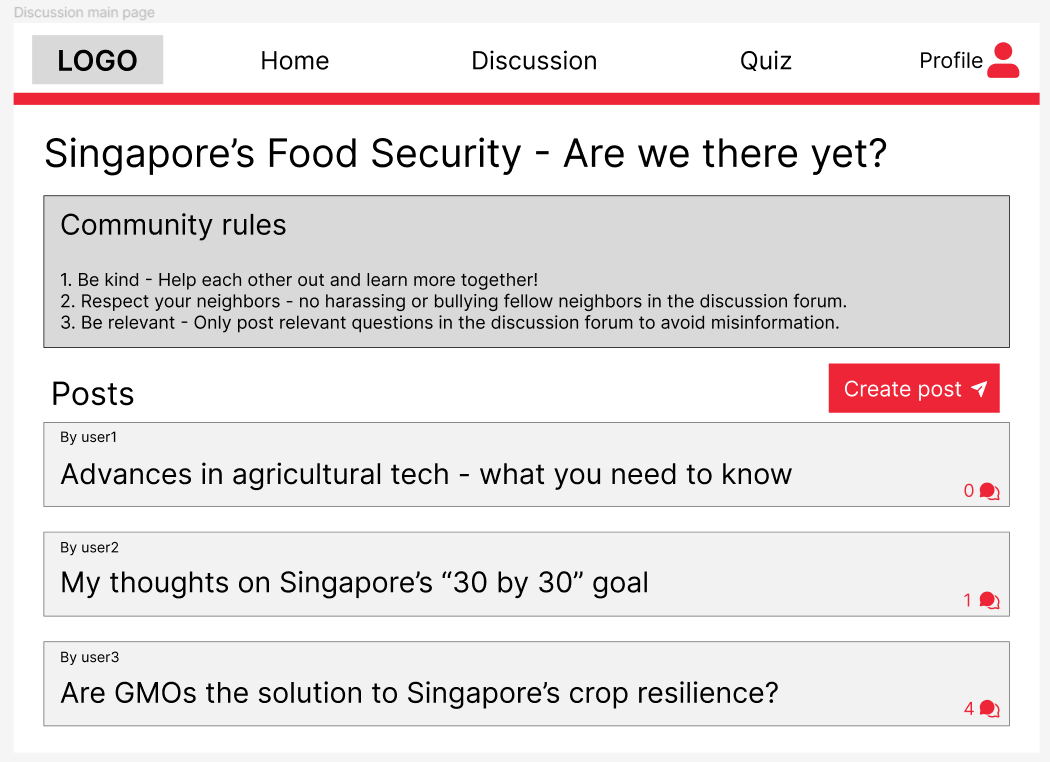 Discussion main page
LOGO
Home
Discussion
Quiz
Profile
Singapore’s Food Security - Are we there yet?
Community rules
1. Be kind - Help each other out and learn more together!
2. Respect your neighbors - no harassing or bullying fellow neighbors in the discussion forum.
3. Be relevant - Only post relevant questions in the discussion forum to avoid misinformation.
Posts
Create post
By user1
Advances in agricultural tech - what you need to know
0
By user2
My thoughts on Singapore’s “30 by 30” goal
1
By user3
Are GMOs the solution to Singapore’s crop resilience?
4